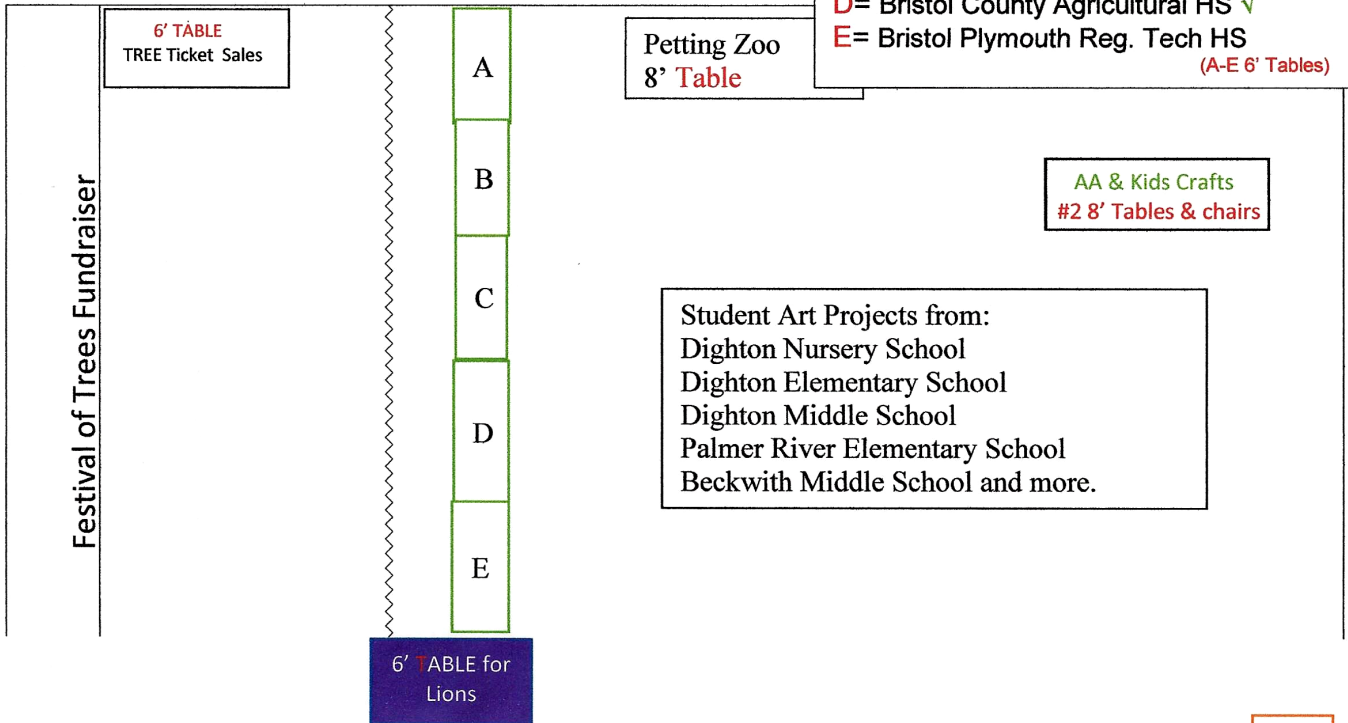 D= Bristol County Agricultural HS √
E= Bristol Plymouth Reg. Tech HS
(A-E 6' Tables)
6' TABLE
TREE Ticket Sales
Petting Zoo
8' Table
A
B
C
D
E
AA & Kids Crafts
#2 8' Tables & chairs
Festival of Trees Fundraiser
Student Art Projects from:
Dighton Nursery School
Dighton Elementary School
Dighton Middle School
Palmer River Elementary School
Beckwith Middle School and more.
6' TABLE for
Lions